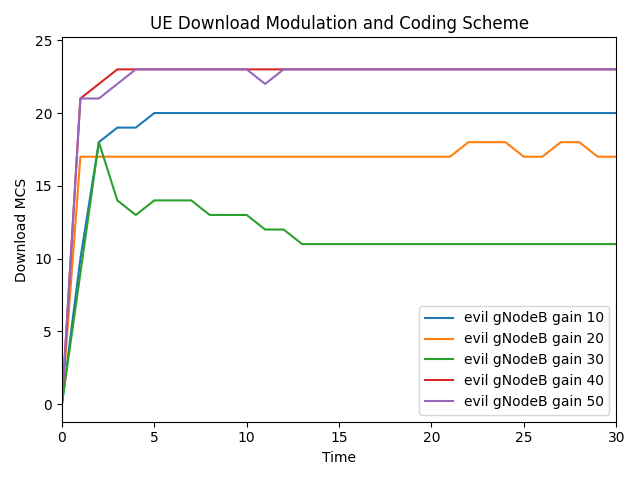 UE Download Modulation and Coding Scheme
25
20
15
10
5
0
Download MCS
evil gNodeB gain 10
evil gNodeB gain 20
evil gNodeB gain 30
evil gNodeB gain 40
evil gNodeB gain 50
0 5 10 15 20 25 30
Time